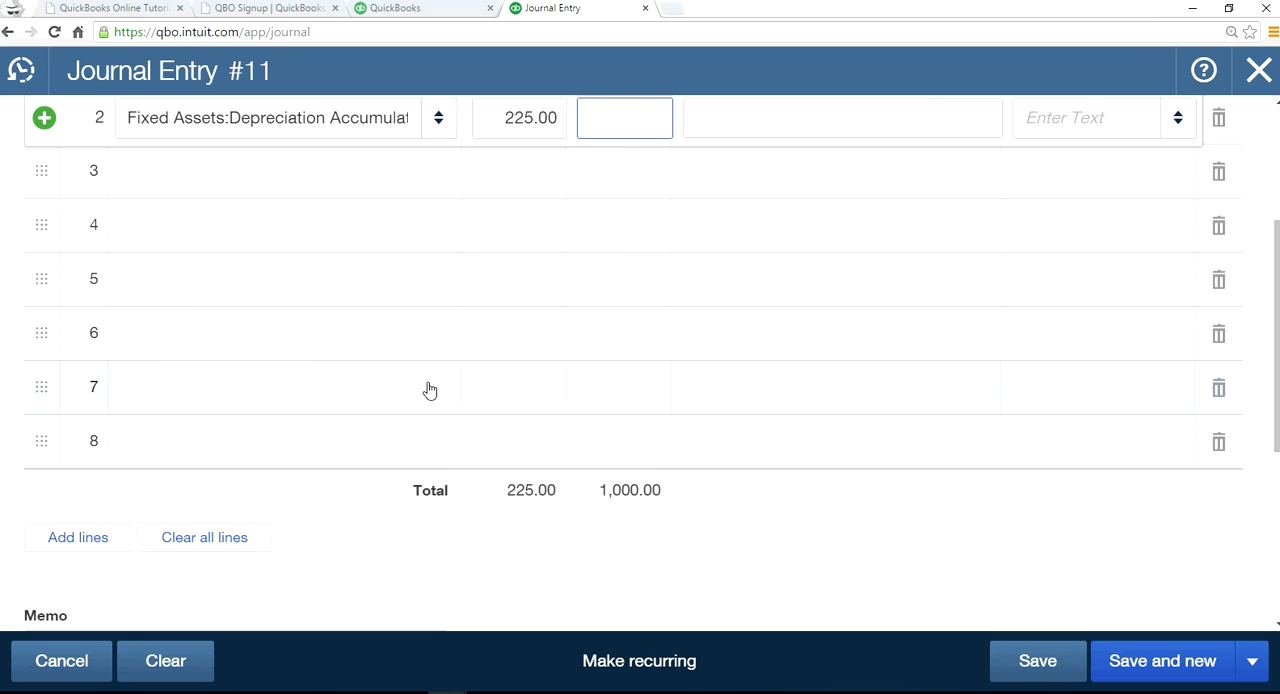 QuickBooks Online Tutori
QBO Signup | QuickBooks
QuickBooks
Journal Entry
https://qbo.intuit.com/app/journal
Journal Entry #11
2 Fixed Assets:Depreciation Accumulat 225.00 Enter Text
3
4
5
6
7
8
Total 225.00 1,000.00
Add lines Clear all lines
Memo
Cancel Clear Make recurring Save Save and new